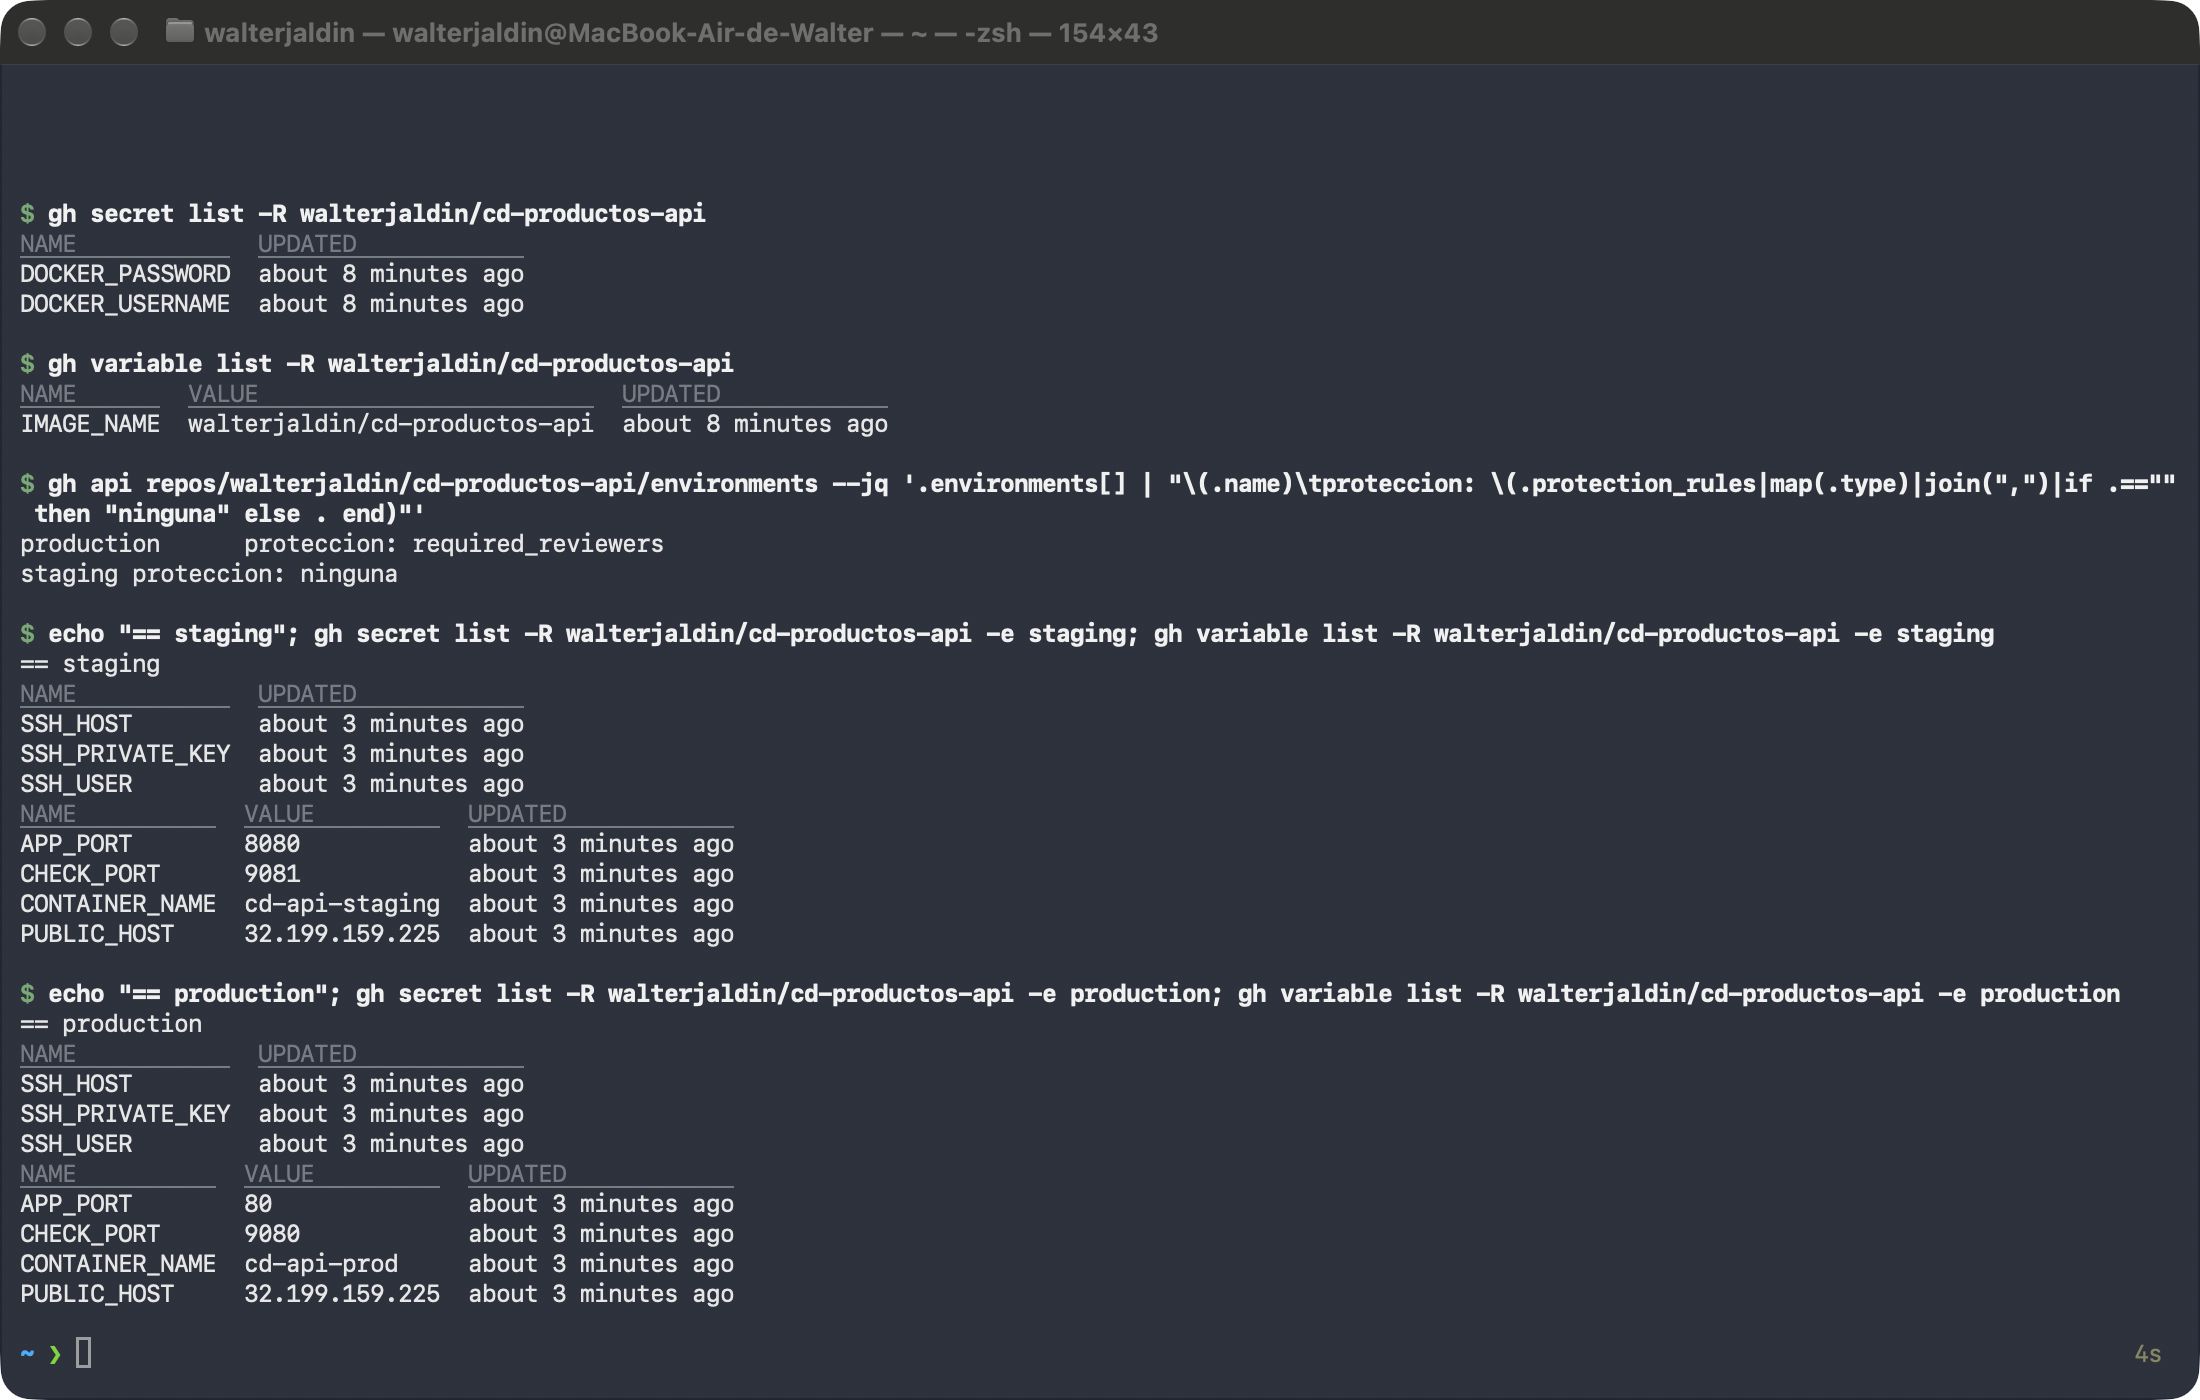 walterjaldin — walterjaldin@MacBook-Air-de-Walter — ~ — -zsh — 154×43
$ gh secret list -R walterjaldin/cd-productos-api
NAME UPDATED
DOCKER_PASSWORD about 8 minutes ago
DOCKER_USERNAME about 8 minutes ago
$ gh variable list -R walterjaldin/cd-productos-api
NAME VALUE UPDATED
IMAGE_NAME walterjaldin/cd-productos-api about 8 minutes ago
$ gh api repos/walterjaldin/cd-productos-api/environments --jq '.environments[] | "\(.name)\tproteccion: \(.protection_rules|map(.type)|join(",")|if .==""
then "ninguna" else . end)"'
production proteccion: required_reviewers
staging proteccion: ninguna
$ echo "== staging"; gh secret list -R walterjaldin/cd-productos-api -e staging; gh variable list -R walterjaldin/cd-productos-api -e staging
== staging
NAME UPDATED
SSH_HOST about 3 minutes ago
SSH_PRIVATE_KEY about 3 minutes ago
SSH_USER about 3 minutes ago
NAME VALUE UPDATED
APP_PORT 8080 about 3 minutes ago
CHECK_PORT 9081 about 3 minutes ago
CONTAINER_NAME cd-api-staging about 3 minutes ago
PUBLIC_HOST 32.199.159.225 about 3 minutes ago
$ echo "== production"; gh secret list -R walterjaldin/cd-productos-api -e production; gh variable list -R walterjaldin/cd-productos-api -e production
== production
NAME UPDATED
SSH_HOST about 3 minutes ago
SSH_PRIVATE_KEY about 3 minutes ago
SSH_USER about 3 minutes ago
NAME VALUE UPDATED
APP_PORT 80 about 3 minutes ago
CHECK_PORT 9080 about 3 minutes ago
CONTAINER_NAME cd-api-prod about 3 minutes ago
PUBLIC_HOST 32.199.159.225 about 3 minutes ago
~ ❯ 4s